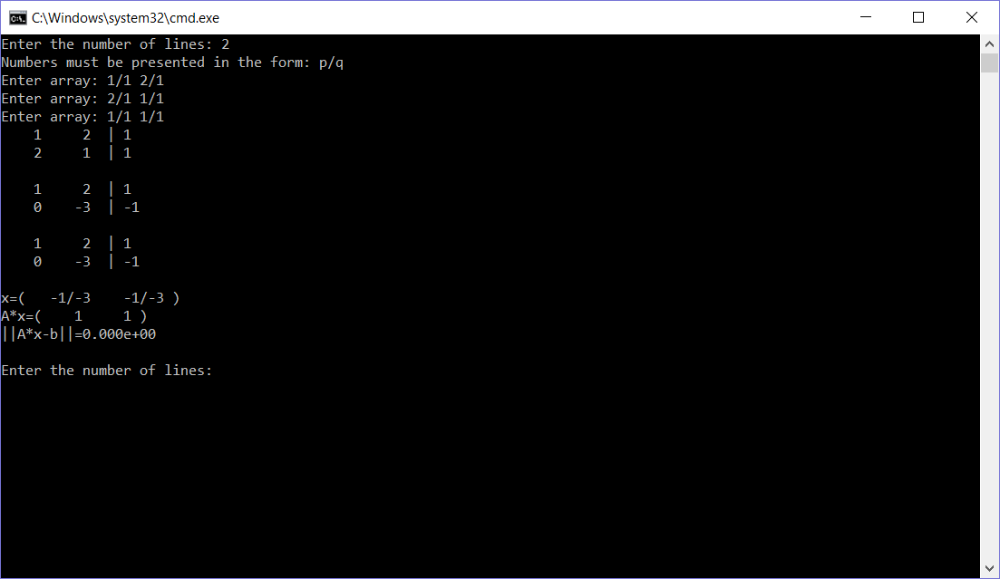 C:\Windows\system32\cmd.exe
Enter the number of lines: 2
Numbers must be presented in the form: p/q
Enter array: 1/1 2/1
Enter array: 2/1 1/1
Enter array: 1/1 1/1
    1     2  | 1
    2     1  | 1
    1     2  | 1
    0    -3  | -1
    1     2  | 1
    0    -3  | -1
x=(   -1/-3    -1/-3 )
A*x=(    1     1 )
||A*x-b||=0.000e+00
Enter the number of lines: